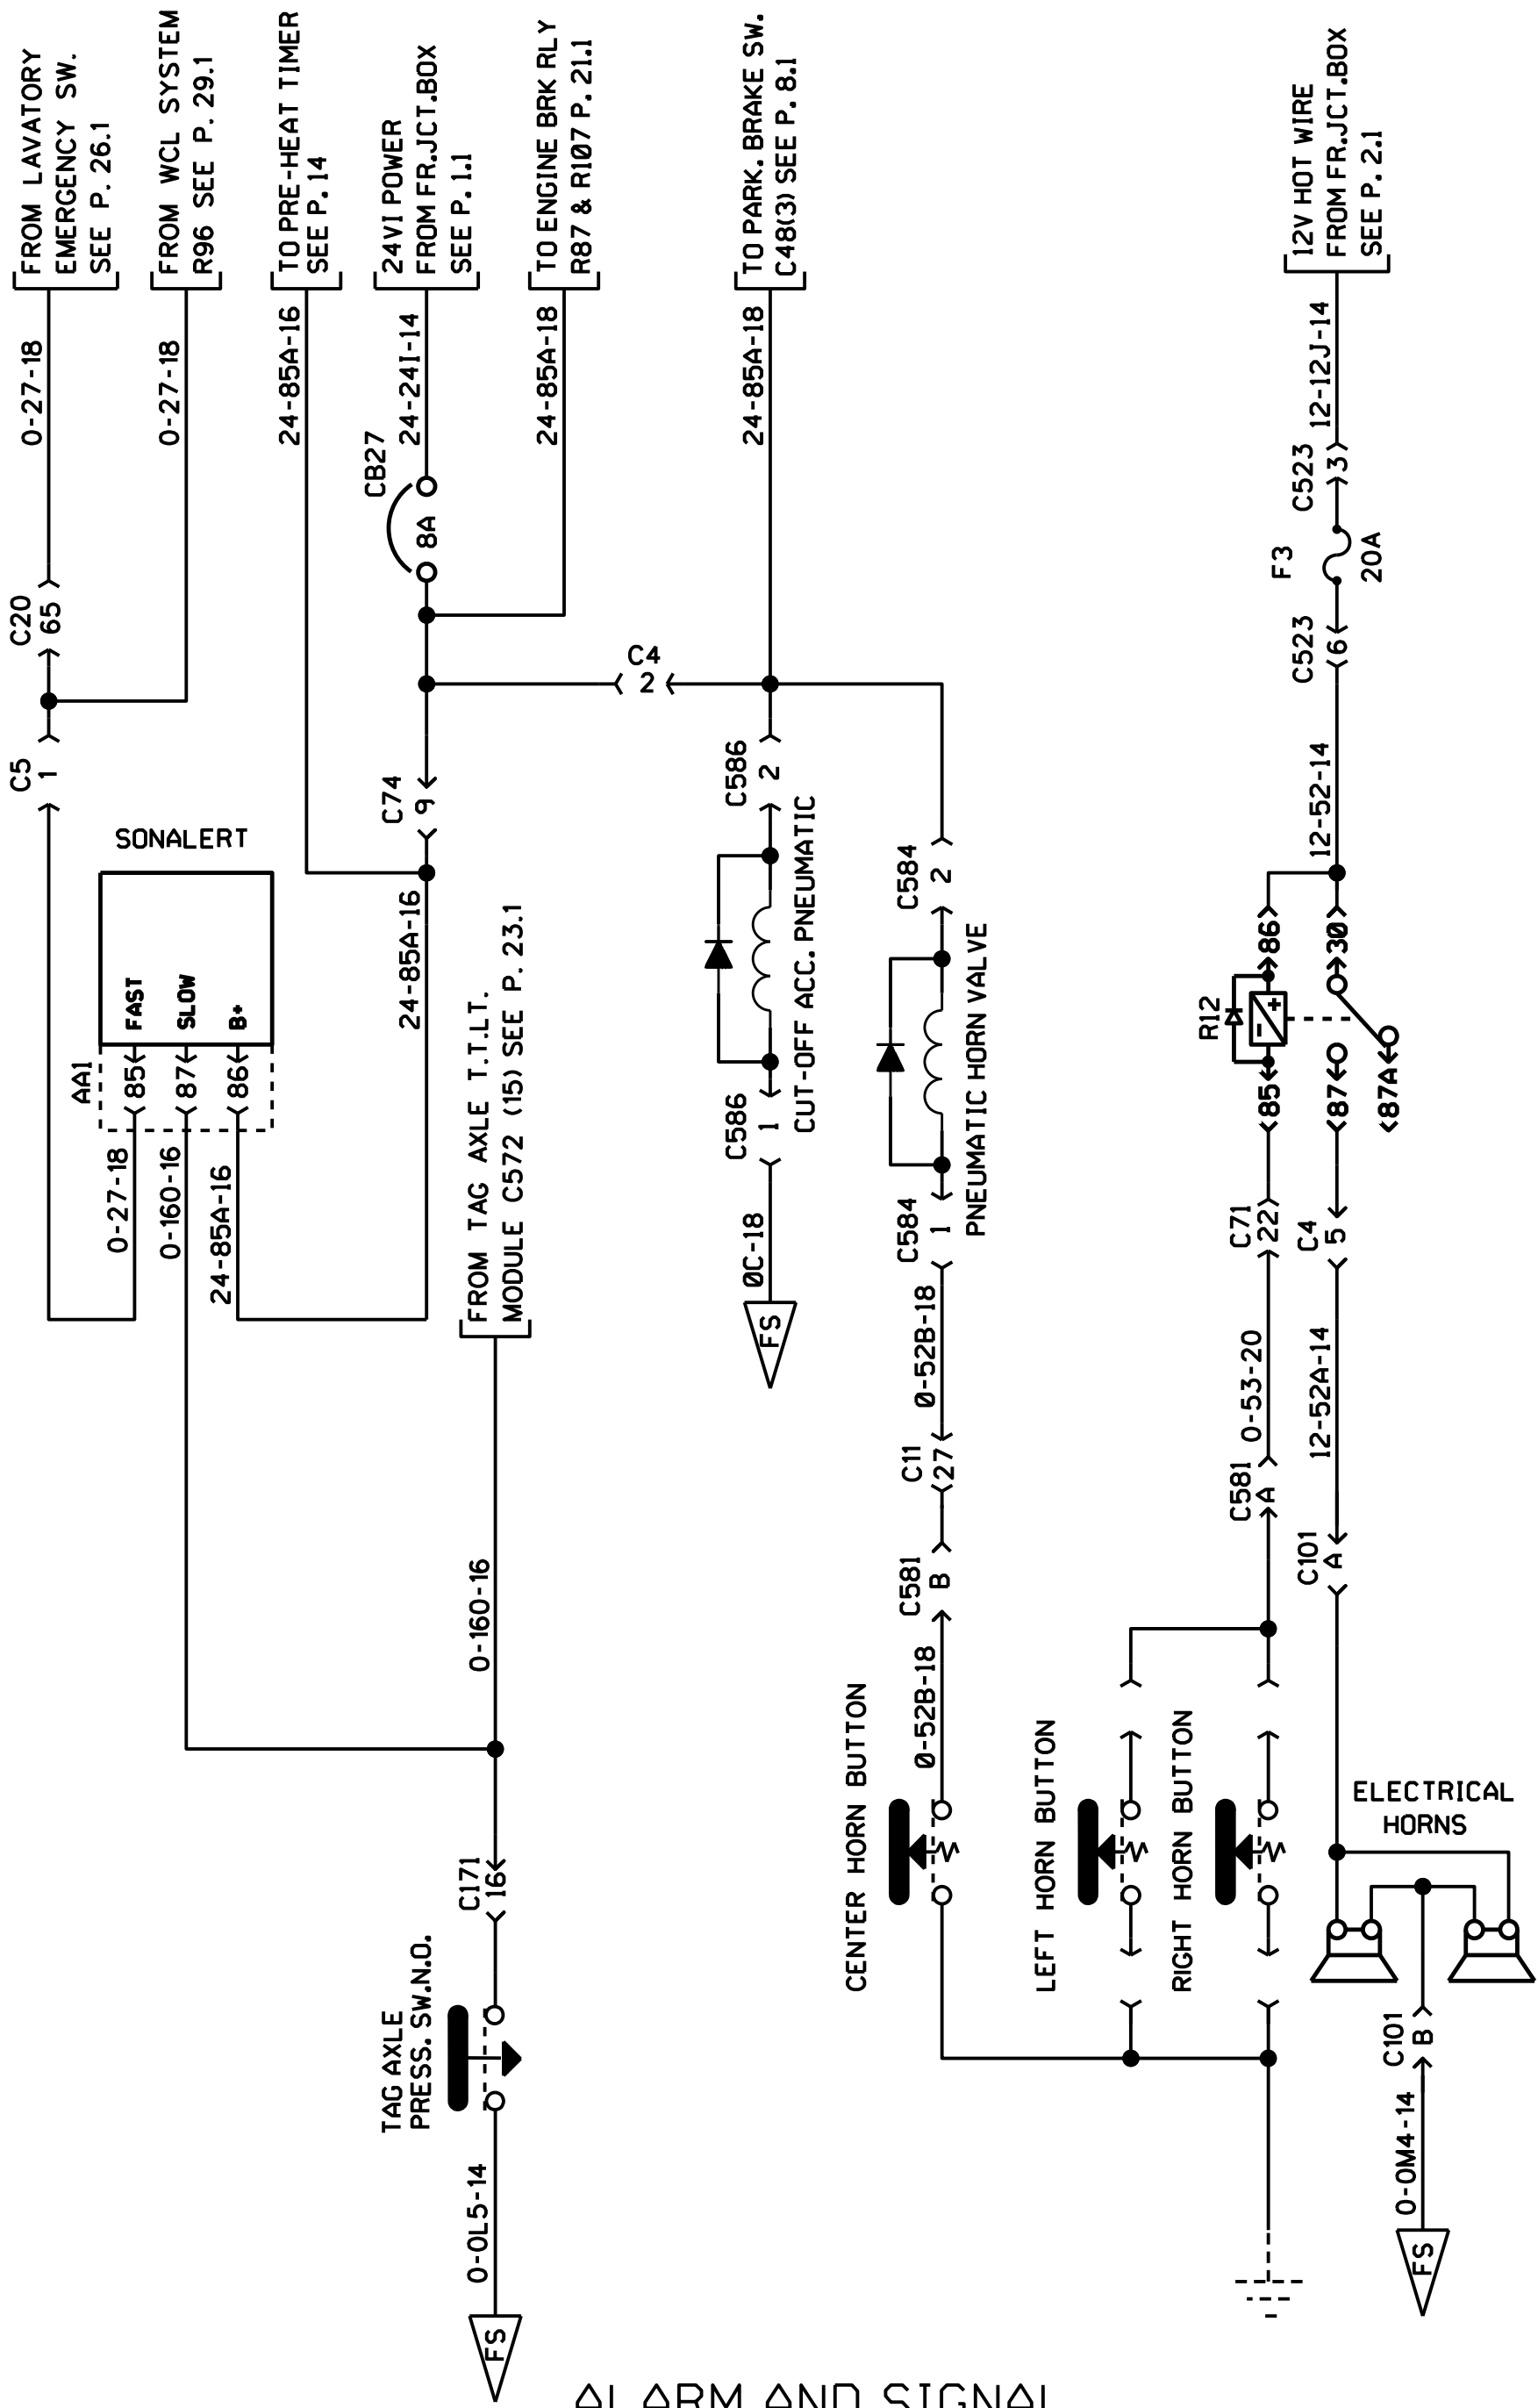 FROM LAVATORY
EMERGENCY SW.
SEE P. 26.1
FROM WCL SYSTEM
R96 SEE P. 29.1
TO PRE-HEAT TIMER
SEE P. 14
24VI POWER
FROM FR.JCT.BOX
SEE P. 1.1
TO ENGINE BRK RLY
R87 & R107 P. 21.1
TO PARK. BRAKE SW.
C48(3) SEE P. 8.1
12V HOT WIRE
FROM FR.JCT.BOX
SEE P. 2.1
0-27-18
0-27-18
24-85A-16
24-24I-14
24-85A-18
24-85A-18
12-12J-14
CB27
8A
C523
3
F3
20A
C523
6
C20
65
C4
2
C5
1
C74
9
C586
2
12-52-14
SONALERT
FAST
SLOW
B+
AA1
85
87
86
24-85A-16
CUT-OFF ACC. PNEUMATIC
C584
2
PNEUMATIC HORN VALVE
86
30
R12
+
-
85
87
87A
0-27-18
0-160-16
24-85A-16
FROM TAG AXLE T.T.LT.
MODULE C572 (15) SEE P. 23.1
C586
1
0C-18
FS
C584
1
0-52B-18
C71
22
C4
5
0-53-20
12-52A-14
C11
27
C581
B
C581
A
C101
A
0-160-16
0-52B-18
CENTER HORN BUTTON
LEFT HORN BUTTON
RIGHT HORN BUTTON
ELECTRICAL
HORNS
C171
16
TAG AXLE
PRESS. SW.N.O.
C101
B
0-0L5-14
0-0M4-14
FS
FS
ALARM AND SIGNAL